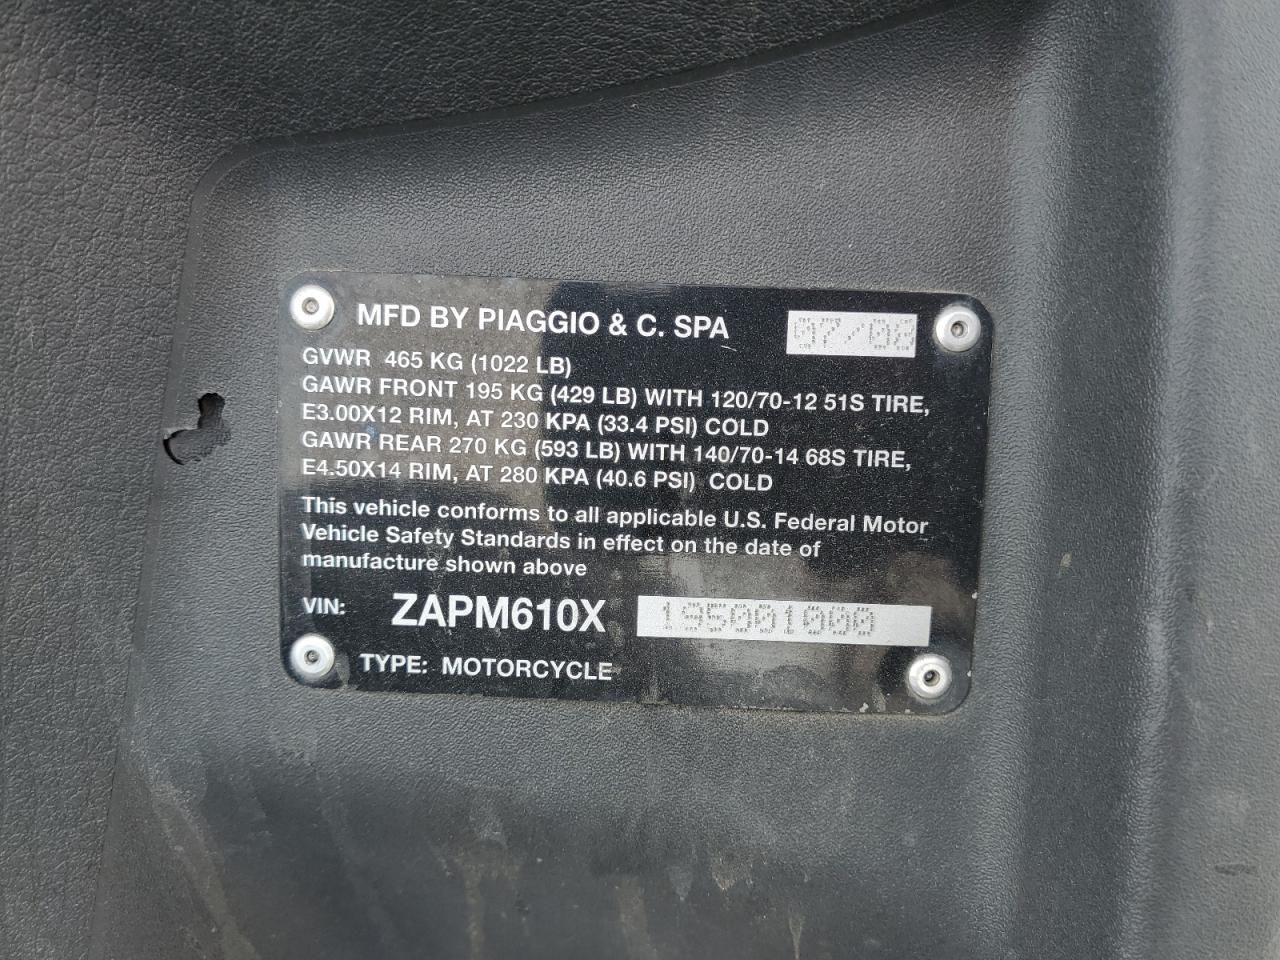 MFD BY PIAGGIO & C. SPA 07/08
GVWR 465 KG (1022 LB)
GAWR FRONT 195 KG (429 LB) WITH 120/70-12 51S TIRE,
E3.00X12 RIM, AT 230 KPA (33.4 PSI) COLD
GAWR REAR 270 KG (593 LB) WITH 140/70-14 68S TIRE,
E4.50X14 RIM, AT 280 KPA (40.6 PSI) COLD
This vehicle conforms to all applicable U.S. Federal Motor
Vehicle Safety Standards in effect on the date of
manufacture shown above
VIN: ZAPM610X 195001000
TYPE: MOTORCYCLE